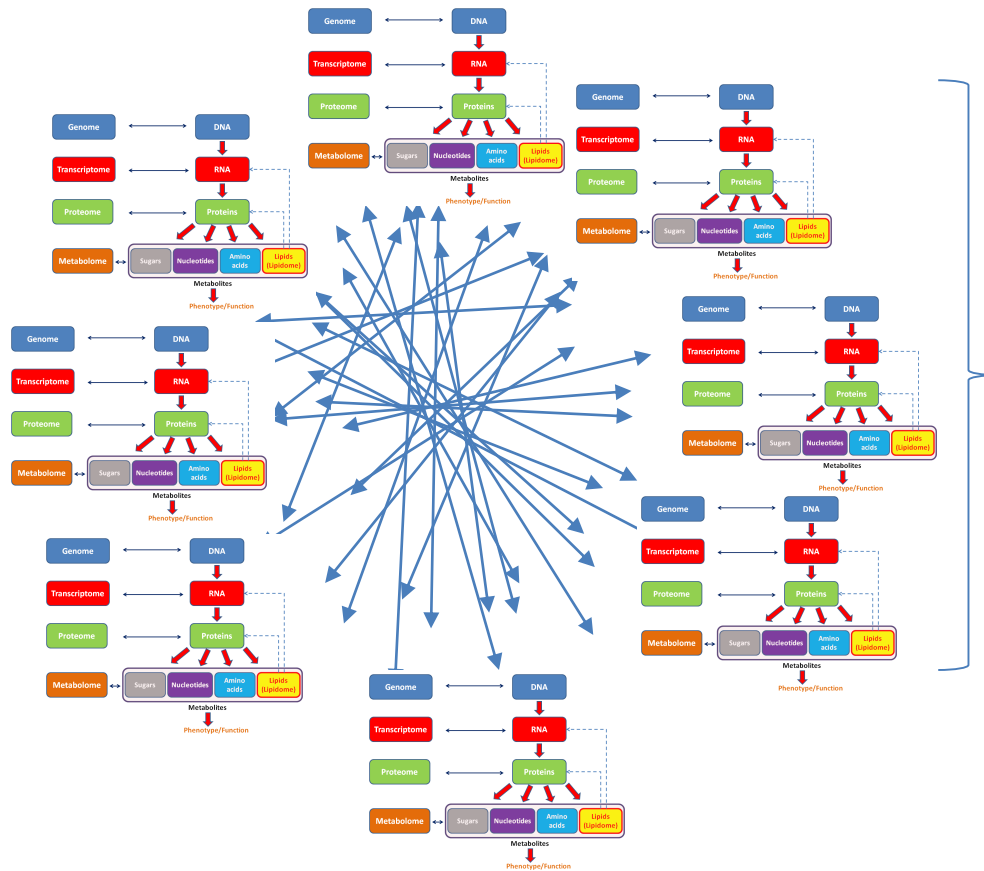 Genome DNA
Transcriptome RNA
Proteome Proteins
Metabolome Sugars Nucleotides Amino acids Lipids (Lipidome)
Metabolites
Phenotype/Function
Genome DNA
Transcriptome RNA
Proteome Proteins
Metabolome Sugars Nucleotides Amino acids Lipids (Lipidome)
Metabolites
Phenotype/Function
Genome DNA
Transcriptome RNA
Proteome Proteins
Metabolome Sugars Nucleotides Amino acids Lipids (Lipidome)
Metabolites
Phenotype/Function
Genome DNA
Transcriptome RNA
Proteome Proteins
Metabolome Sugars Nucleotides Amino acids Lipids (Lipidome)
Metabolites
Phenotype/Function
Genome DNA
Transcriptome RNA
Proteome Proteins
Metabolome Sugars Nucleotides Amino acids Lipids (Lipidome)
Metabolites
Phenotype/Function
Genome DNA
Transcriptome RNA
Proteome Proteins
Metabolome Sugars Nucleotides Amino acids Lipids (Lipidome)
Metabolites
Phenotype/Function
Genome DNA
Transcriptome RNA
Proteome Proteins
Metabolome Sugars Nucleotides Amino acids Lipids (Lipidome)
Metabolites
Phenotype/Function
Genome DNA
Transcriptome RNA
Proteome Proteins
Metabolome Sugars Nucleotides Amino acids Lipids (Lipidome)
Metabolites
Phenotype/Function